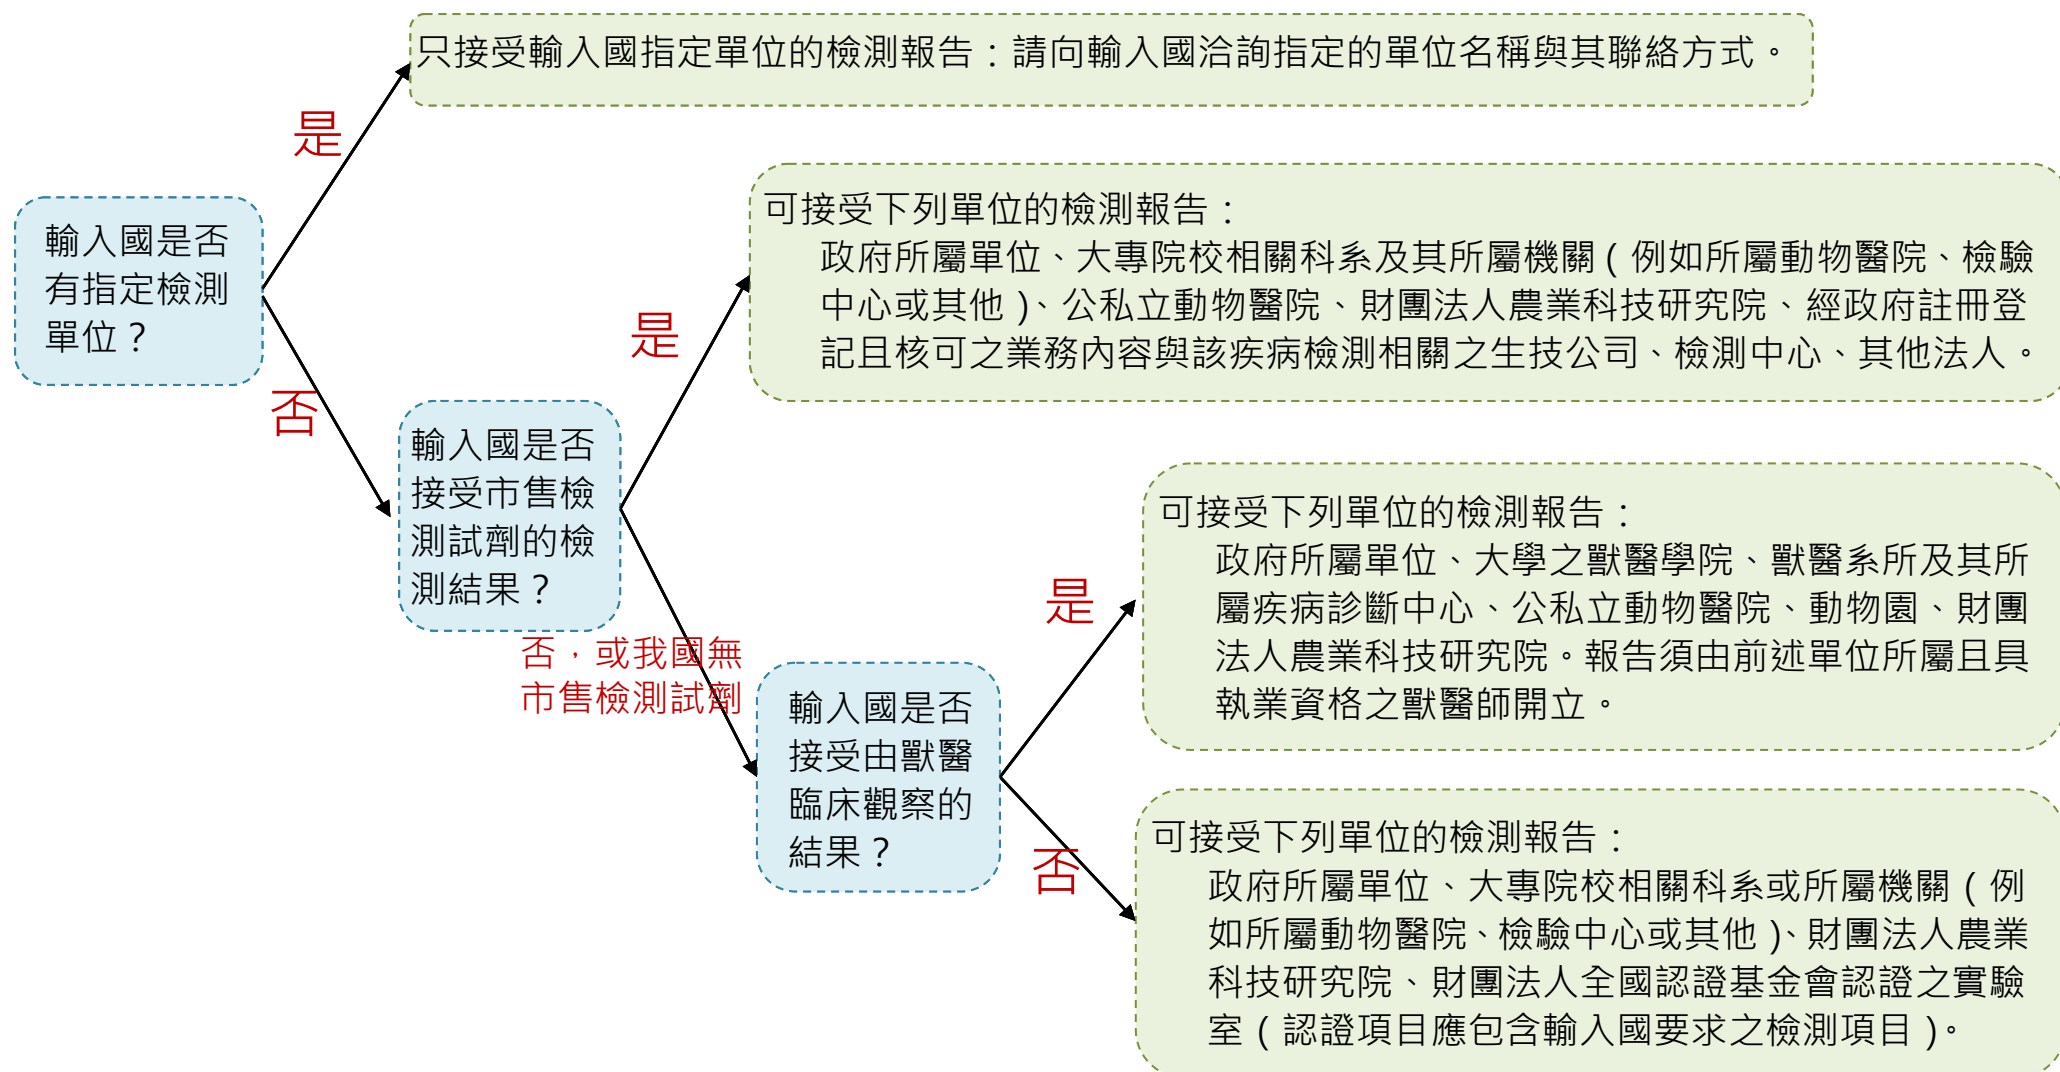 只接受輸入國指定單位的檢測報告：請向輸入國洽詢指定的單位名稱與其聯絡方式。
是
輸入國是否
有指定檢測
單位？
否
可接受下列單位的檢測報告：
政府所屬單位、大專院校相關科系及其所屬機關（例如所屬動物醫院、檢驗
中心或其他）、公私立動物醫院、財團法人農業科技研究院、經政府註冊登
記且核可之業務內容與該疾病檢測相關之生技公司、檢測中心、其他法人。
是
輸入國是否
接受市售檢
測試劑的檢
測結果？
否，或我國無
市售檢測試劑
可接受下列單位的檢測報告：
政府所屬單位、大學之獸醫學院、獸醫系所及其所
屬疾病診斷中心、公私立動物醫院、動物園、財團
法人農業科技研究院。報告須由前述單位所屬且具
執業資格之獸醫師開立。
是
輸入國是否
接受由獸醫
臨床觀察的
結果？
否
可接受下列單位的檢測報告：
政府所屬單位、大專院校相關科系或所屬機關（例
如所屬動物醫院、檢驗中心或其他）、財團法人農業
科技研究院、財團法人全國認證基金會認證之實驗
室（認證項目應包含輸入國要求之檢測項目）。